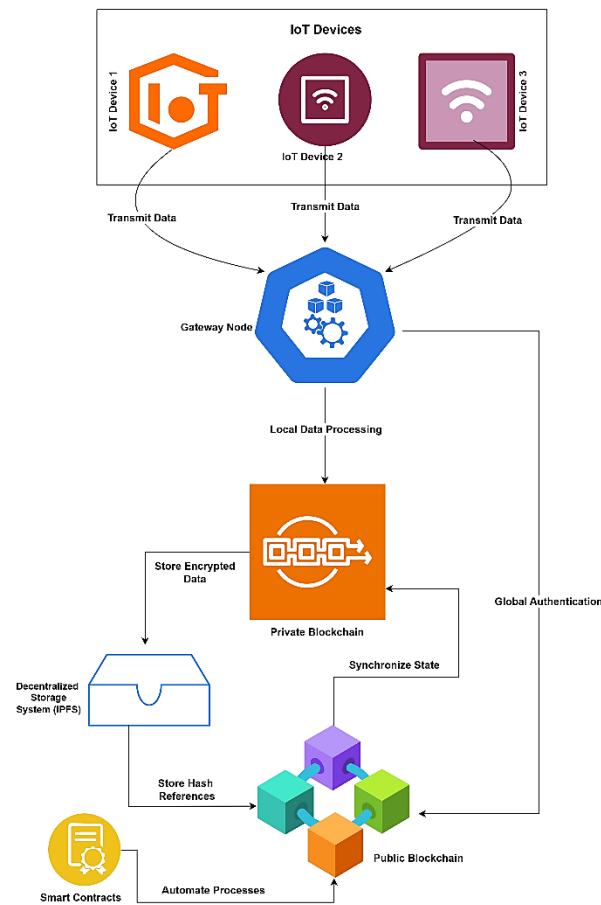 IoT Devices
IoT Device 1
IoT
IoT Device 2
IoT Device 3
Transmit Data
Transmit Data
Transmit Data
Gateway Node
Local Data Processing
Store Encrypted
Data
Private Blockchain
Global Authentication
Synchronize State
Decentralized
Storage
System (IPFS)
Store Hash
References
Public Blockchain
Smart Contracts
Automate Processes